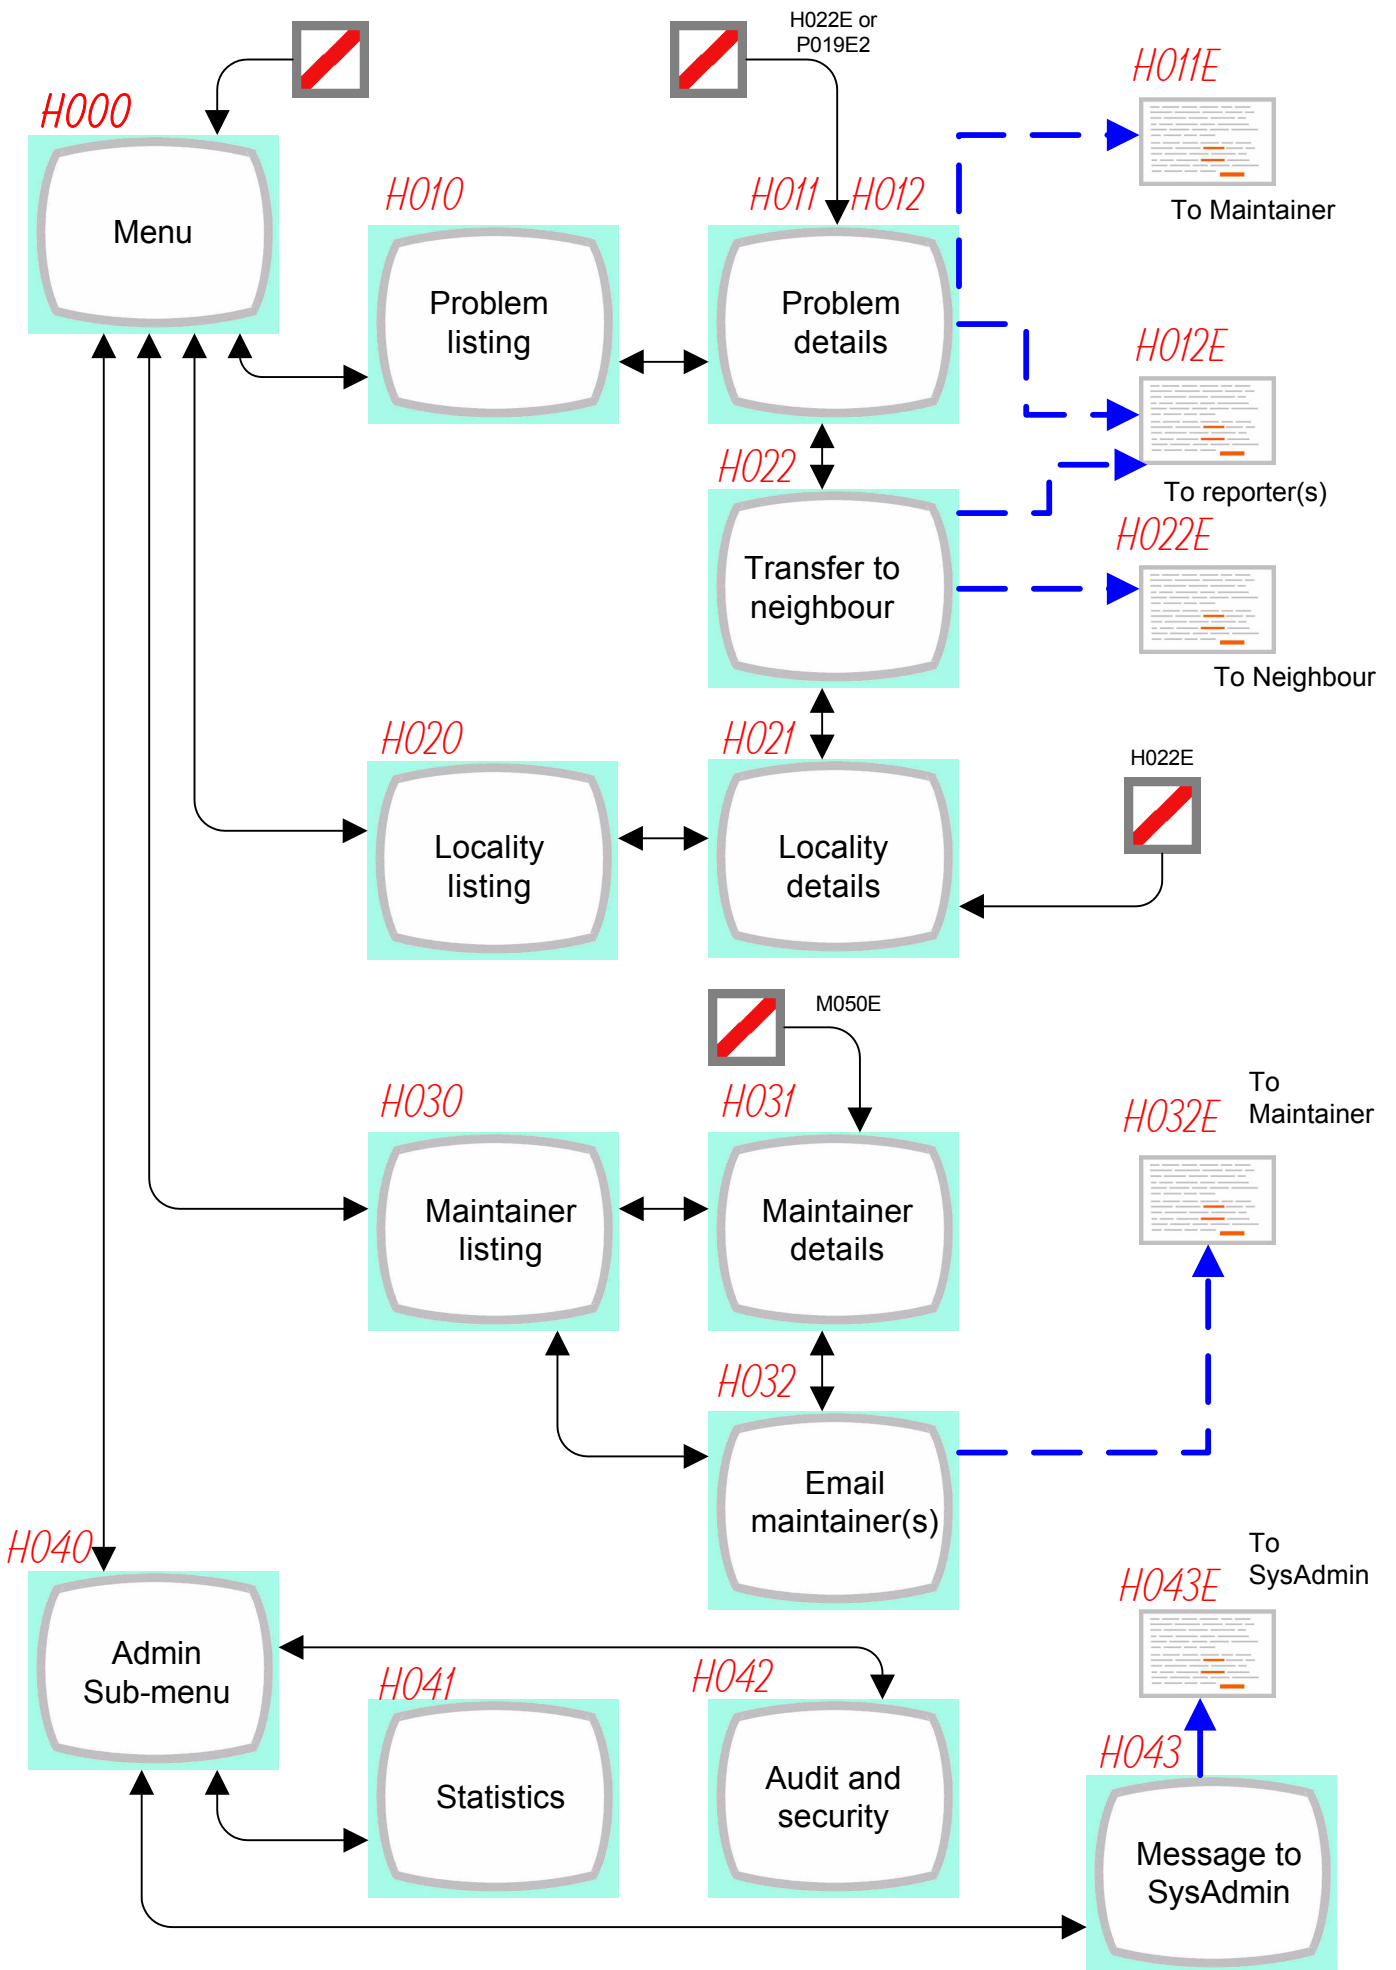 H022E or
P019E2
H011E
H000
To Maintainer
H010
H011 H012
Menu
Problem
listing
Problem
details
H012E
H022
To reporter(s)
H022E
Transfer to
neighbour
To Neighbour
H020
H021
H022E
Locality
listing
Locality
details
M050E
H030
H031
To
Maintainer
H032E
Maintainer
listing
Maintainer
details
H032
Email
maintainer(s)
H040
To
SysAdmin
H043E
Admin
Sub-menu
H041
H042
H043
Statistics
Audit and
security
Message to
SysAdmin